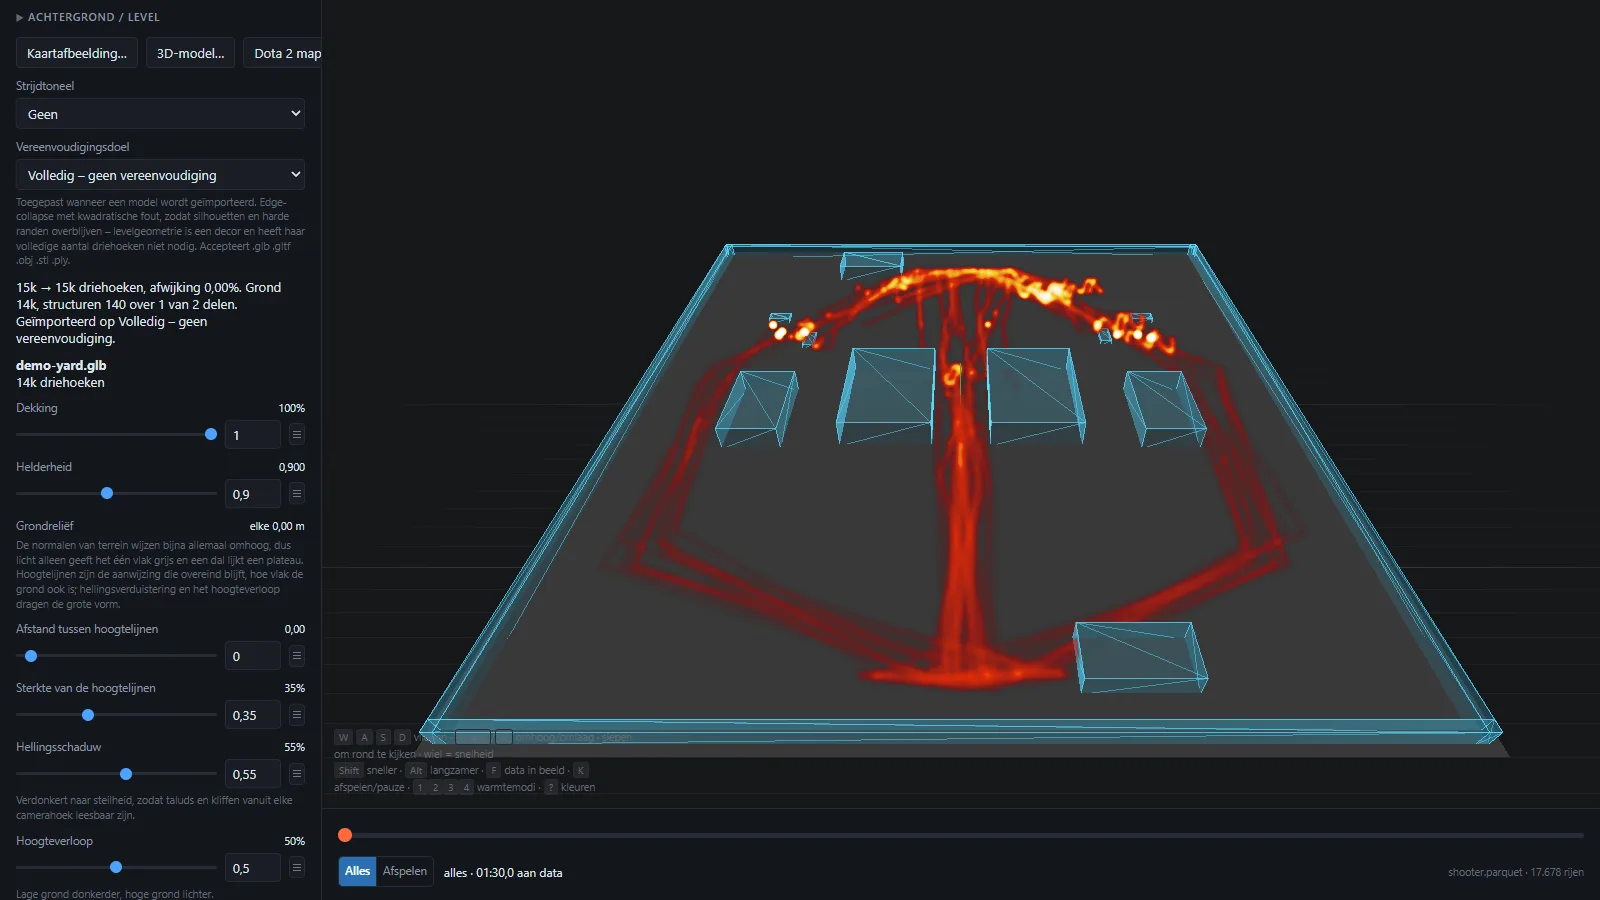 ▶ ACHTERGROND / LEVEL
Kaartafbeelding...
3D-model...
Dota 2 map
Strijdtoneel
Geen
Vereenvoudigingsdoel
Volledig – geen vereenvoudiging
Toegepast wanneer een model wordt geïmporteerd. Edge-
collapse met kwadratische fout, zodat silhouetten en harde
randen overblijven – levelgeometrie is een decor en heeft haar
volledige aantal driehoeken niet nodig. Accepteert .glb .gltf
.obj .stl .ply.
15k → 15k driehoeken, afwijking 0,00%. Grond
14k, structuren 140 over 1 van 2 delen.
Geïmporteerd op Volledig – geen
vereenvoudiging.
demo-yard.glb
14k driehoeken
Dekking 100%
1
Helderheid 0,900
0,9
Grondreliëf elke 0,00 m
De normalen van terrein wijzen bijna allemaal omhoog, dus
licht alleen geeft het één vlak grijs en een dal lijkt een plateau.
Hoogtelijnen zijn de aanwijzing die overeind blijft, hoe vlak de
grond ook is; hellingsverduistering en het hoogteverloop
dragen de grote vorm.
Afstand tussen hoogtelijnen 0,00
0
Sterkte van de hoogtelijnen 35%
0,35
Hellingsschaduw 55%
0,55
Verdonkert naar steilheid, zodat taluds en kliffen vanuit elke
camerahoek leesbaar zijn.
Hoogteverloop 50%
0,5
Lage grond donkerder, hoge grond lichter.
W A S D omhoog/omlaag · slepen
om rond te kijken · wiel = snelheid
Shift sneller · Alt langzamer · F data in beeld · K
afspelen/pauze · 1 2 3 4 warmtemodi · ? kleuren
Alles Afspelen alles · 01:30,0 aan data
shooter.parquet · 17.678 rijen